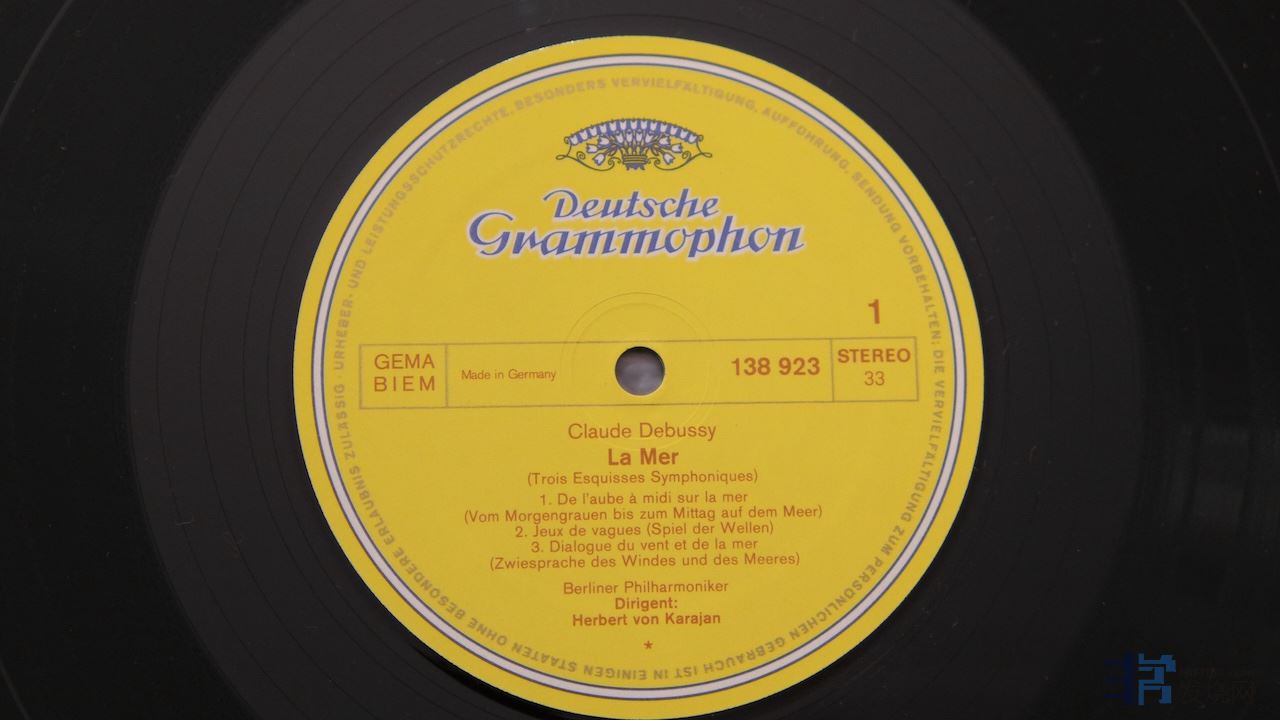 URHEBER- UND LEISTUNGSSCHUTZRECHTE, BESONDERS VERVIELFÄLTIGUNG, AUFFÜHRUNG, SENDUNG VORBEHALTEN; DIE VERVIELFÄLTIGUNG ZUM PERSÖNLICHEN GEBRAUCH IST IN EINIGEN STAATEN OHNE BESONDERE ERLAUBNIS ZULÄSSIG ·
Deutsche
Grammophon
1
GEMA
BIEM
Made in Germany
138 923
STEREO
33
Claude Debussy
La Mer
(Trois Esquisses Symphoniques)
1. De l'aube à midi sur la mer
(Vom Morgengrauen bis zum Mittag auf dem Meer)
2. Jeux de vagues (Spiel der Wellen)
3. Dialogue du vent et de la mer
(Zwiesprache des Windes und des Meeres)
Berliner Philharmoniker
Dirigent:
Herbert von Karajan
*
发烧网